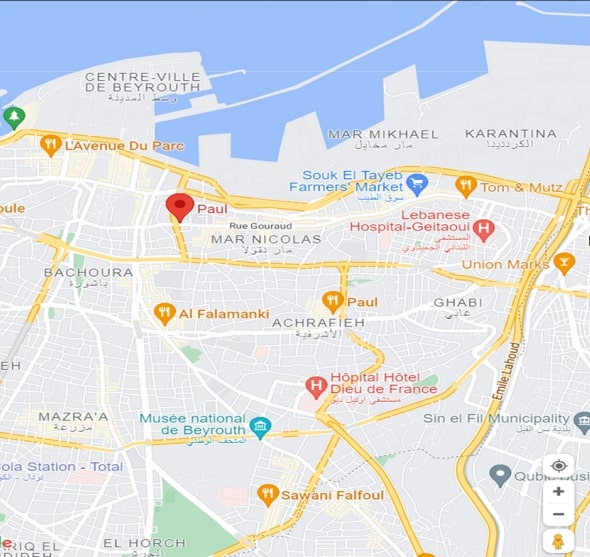 CENTRE-VILLE
DE BEYROUTH
وسط المدينة
L'Avenue Du Parc
MAR MIKHAEL
مار مخايل
KARANTINA
الكرنتينا
Souk El Tayeb
Farmers' Market
سوق الطيب
Tom & Mutz
oule
Paul
Rue Gouraud
Lebanese
Hospital-Geitaoui
المستشفى
اللبناني الجعيتاوي
MAR NICOLAS
مار نقولا
Union Marks
BACHOURA
باشورة
Al Falamanki
Paul
GHABI
غابي
ACHRAFIEH
الأشرفية
Emile Lahoud
EH
Hôpital Hôtel
Dieu de France
مستشفى أوتيل ديو
MAZRA'A
مزرعة
Musée national
de Beyrouth
المتحف الوطني
Sin el Fil Municipality
بلدية سن الفيل
ola Station - Total
Sawani Falfoul
ARIQ EL
EL HORCH
الحرش